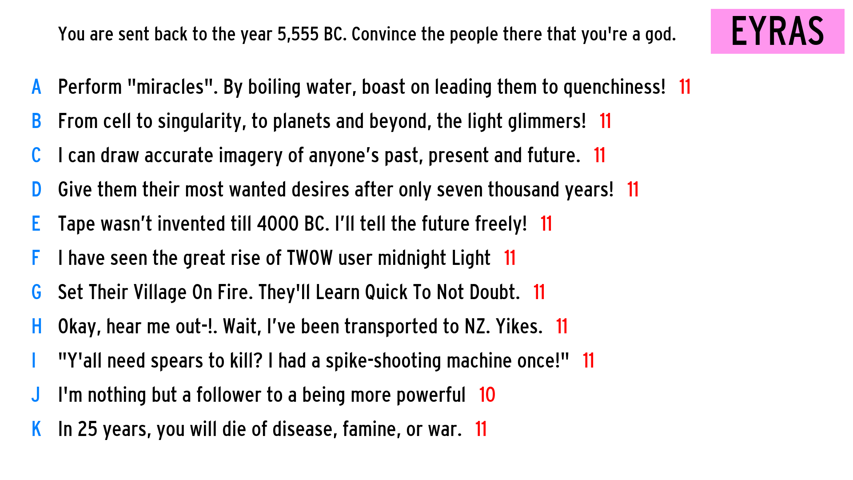 You are sent back to the year 5,555 BC. Convince the people there that you're a god.
EYRAS
A Perform "miracles". By boiling water, boast on leading them to quenchiness! 11
B From cell to singularity, to planets and beyond, the light glimmers! 11
C I can draw accurate imagery of anyone’s past, present and future. 11
D Give them their most wanted desires after only seven thousand years! 11
E Tape wasn’t invented till 4000 BC. I’ll tell the future freely! 11
F I have seen the great rise of TWOW user midnight Light 11
G Set Their Village On Fire. They'll Learn Quick To Not Doubt. 11
H Okay, hear me out-!. Wait, I’ve been transported to NZ. Yikes. 11
I "Y'all need spears to kill? I had a spike-shooting machine once!" 11
J I'm nothing but a follower to a being more powerful 10
K In 25 years, you will die of disease, famine, or war. 11